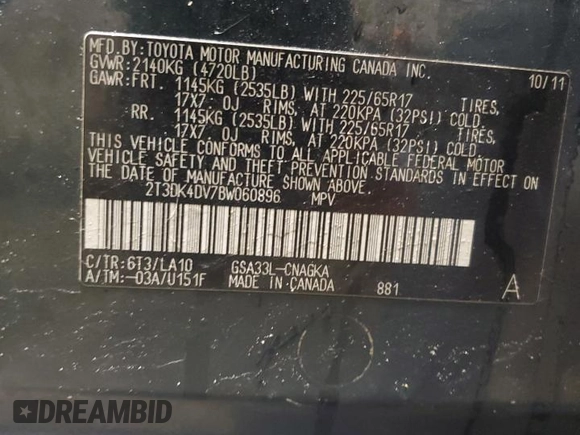 MFD. BY: TOYOTA MOTOR MANUFACTURING CANADA INC.
GVWR: 2140KG (4720LB) 10/11
GAWR: FRT. 1145KG (2535LB) WITH 225/65R17 TIRES,
17X7.0J RIMS, AT 220KPA (32PSI) COLD
RR. 1145KG (2535LB) WITH 225/65R17 TIRES,
17X7.0J RIMS, AT 220KPA (32PSI) COLD
THIS VEHICLE CONFORMS TO ALL APPLICABLE FEDERAL MOTOR
VEHICLE SAFETY AND THEFT PREVENTION STANDARDS IN EFFECT ON
THE DATE OF MANUFACTURE SHOWN ABOVE.
2T3DK4DV7BW060896 MPV
C/TR: 6T3/LA10 GSA33L-CNAGKA
A/TM: -03A/U151F MADE IN CANADA 881 A
DREAMBID